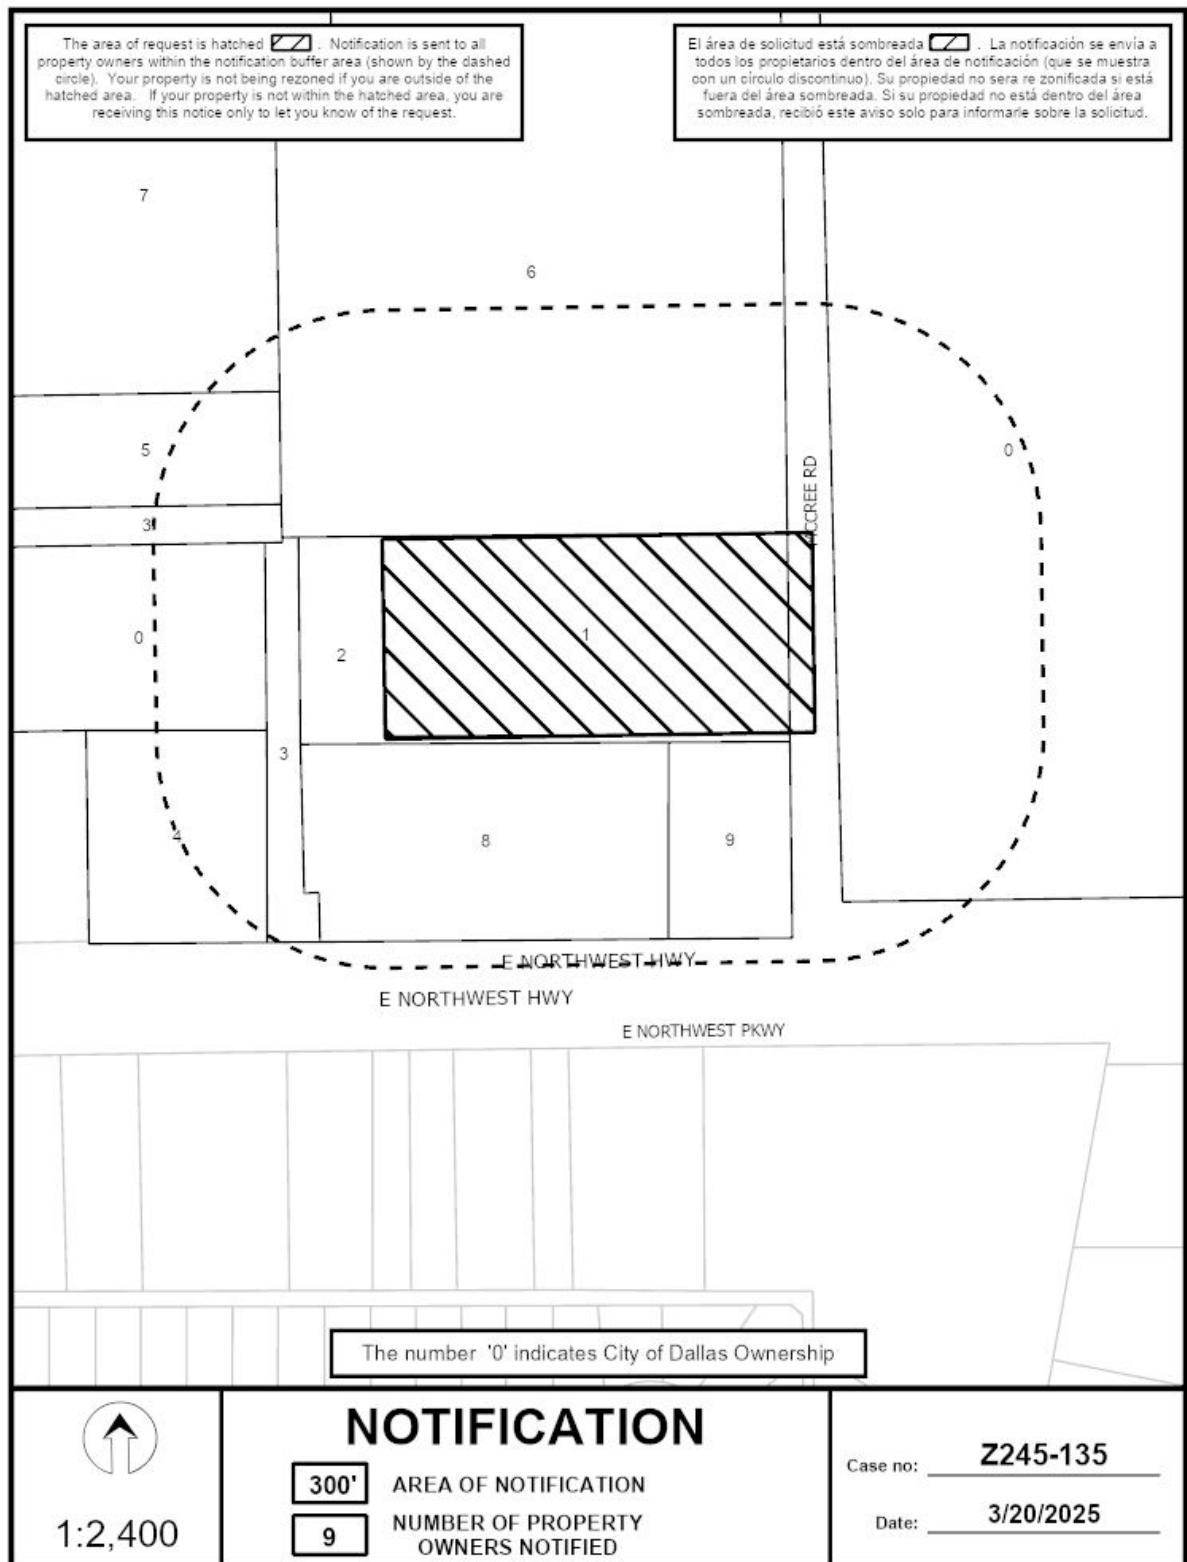 The area of request is hatched . Notification is sent to all
property owners within the notification buffer area (shown by the dashed
circle). Your property is not being rezoned if you are outside of the
hatched area. If your property is not within the hatched area, you are
receiving this notice only to let you know of the request.
El área de solicitud está sombreada . La notificación se envía a
todos los propietarios dentro del área de notificación (que se muestra
con un círculo discontinuo). Su propiedad no sera re zonificada si está
fuera del área sombreada. Si su propiedad no está dentro del área
sombreada, recibió este aviso solo para informarle sobre la solicitud.
7
6
5
0
MCCREE RD
3
1
0
2
3
4
8
9
E NORTHWEST HWY
E NORTHWEST HWY
E NORTHWEST PKWY
The number '0' indicates City of Dallas Ownership
1:2,400
NOTIFICATION
300' AREA OF NOTIFICATION
9 NUMBER OF PROPERTY
OWNERS NOTIFIED
Case no: Z245-135
Date: 3/20/2025